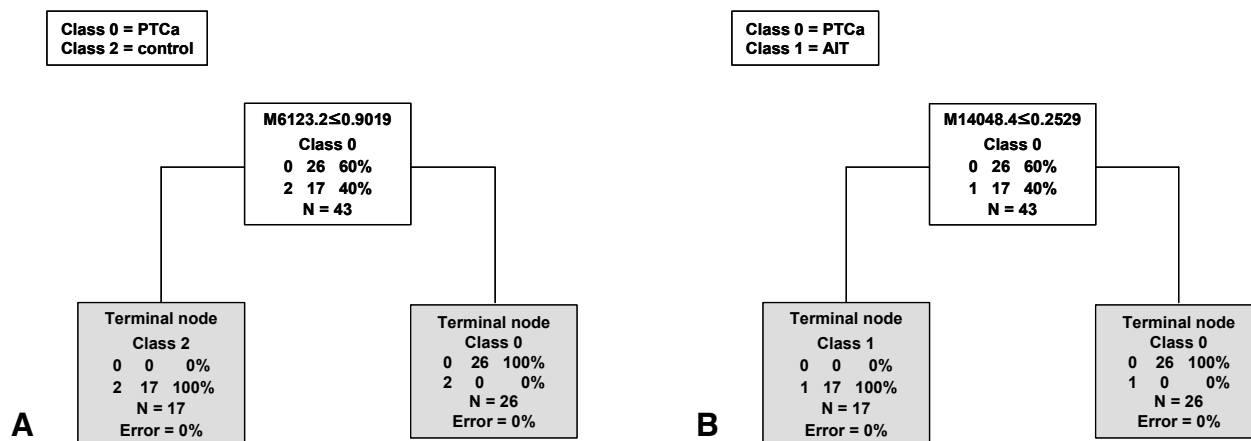 Class 0 = PTCa
Class 2 = control
M6123.2≤0.9019
Class 0
0 26 60%
2 17 40%
N = 43
Terminal node
Class 2
0 0 0%
2 17 100%
N = 17
Error = 0%
Terminal node
Class 0
0 26 100%
2 0 0%
N = 26
Error = 0%
A
Class 0 = PTCa
Class 1 = AIT
M14048.4≤0.2529
Class 0
0 26 60%
1 17 40%
N = 43
Terminal node
Class 1
0 0 0%
1 17 100%
N = 17
Error = 0%
Terminal node
Class 0
0 26 100%
1 0 0%
N = 26
Error = 0%
B